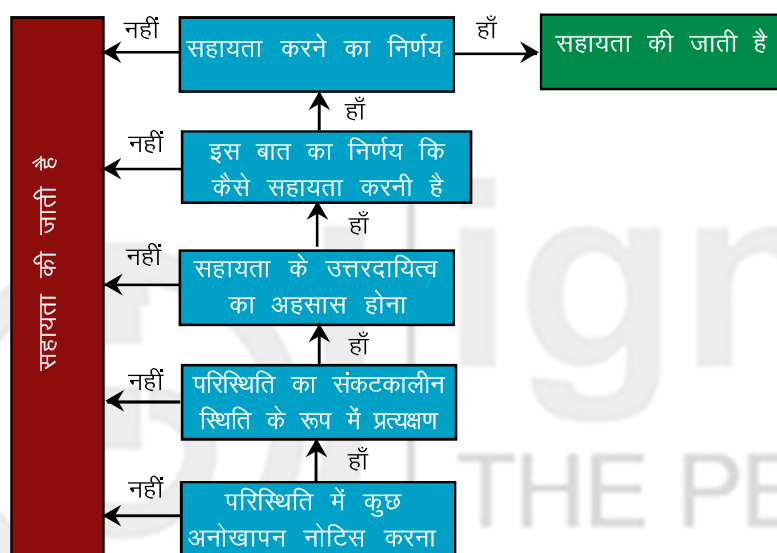 नहीं
सहायता करने का निर्णय
हाँ
सहायता की जाती है
हाँ
नहीं
इस बात का निर्णय कि
कैसे सहायता करनी है
हाँ
नहीं
सहायता के उत्तरदायित्व
का अहसास होना
हाँ
नहीं
परिस्थिति का संकटकालीन
स्थिति के रूप में प्रत्यक्षण
हाँ
नहीं
परिस्थिति में कुछ
अनोखापन नोटिस करना
सहायता की जाती है
ign
THE PE